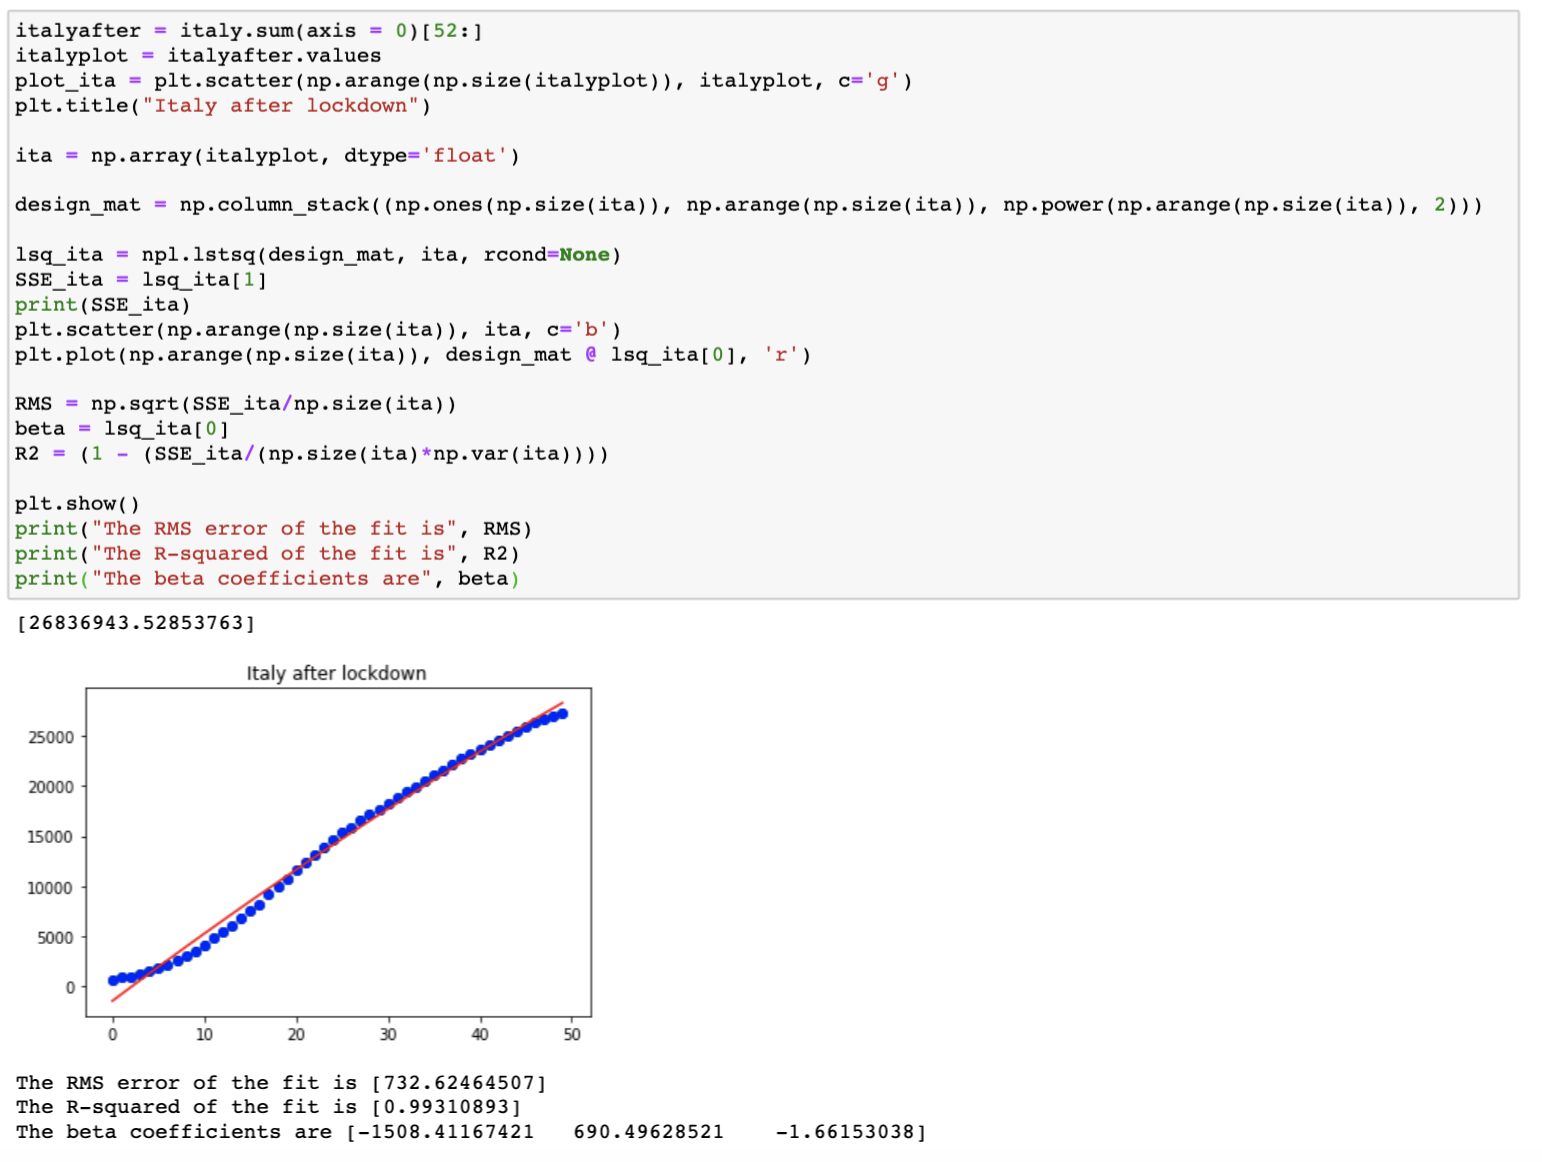 italyafter = italy.sum(axis = 0)[52:]
italyplot = italyafter.values
plot_ita = plt.scatter(np.arange(np.size(italyplot)), italyplot, c='g')
plt.title("Italy after lockdown")
ita = np.array(italyplot, dtype='float')
design_mat = np.column_stack((np.ones(np.size(ita)), np.arange(np.size(ita)), np.power(np.arange(np.size(ita)), 2)))
lsq_ita = npl.lstsq(design_mat, ita, rcond=None)
SSE_ita = lsq_ita[1]
print(SSE_ita)
plt.scatter(np.arange(np.size(ita)), ita, c='b')
plt.plot(np.arange(np.size(ita)), design_mat @ lsq_ita[0], 'r')
RMS = np.sqrt(SSE_ita/np.size(ita))
beta = lsq_ita[0]
R2 = (1 - (SSE_ita/(np.size(ita)*np.var(ita))))
plt.show()
print("The RMS error of the fit is", RMS)
print("The R-squared of the fit is", R2)
print("The beta coefficients are", beta)
[26836943.52853763]
Italy after lockdown
25000
20000
15000
10000
5000
0
0 10 20 30 40 50
The RMS error of the fit is [732.62464507]
The R-squared of the fit is [0.99310893]
The beta coefficients are [-1508.41167421 690.49628521 -1.66153038]